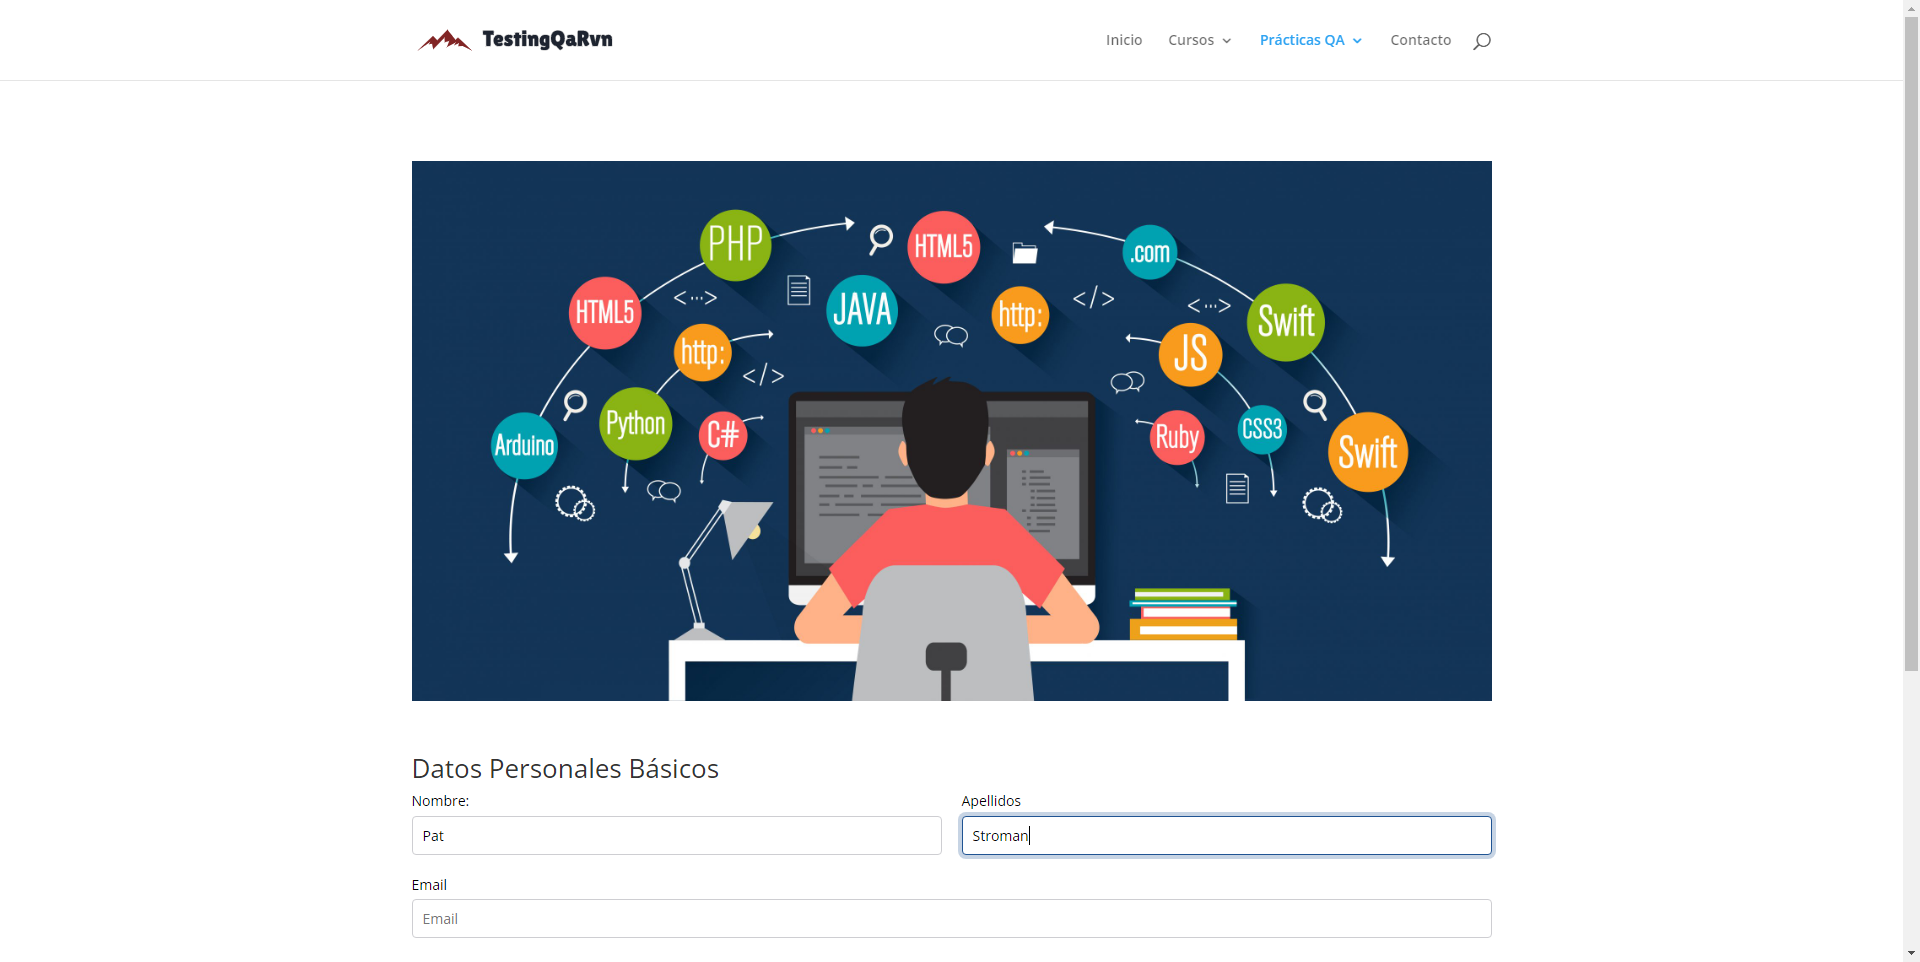 TestingQaRvn
Inicio Cursos Prácticas QA Contacto
PHP
HTML5
.com
HTML5
JAVA
http:
Swift
http:
JS
Python
C#
Arduino
Ruby
CSS3
Swift
Datos Personales Básicos
Nombre: Apellidos
Pat Stroman
Email
Email